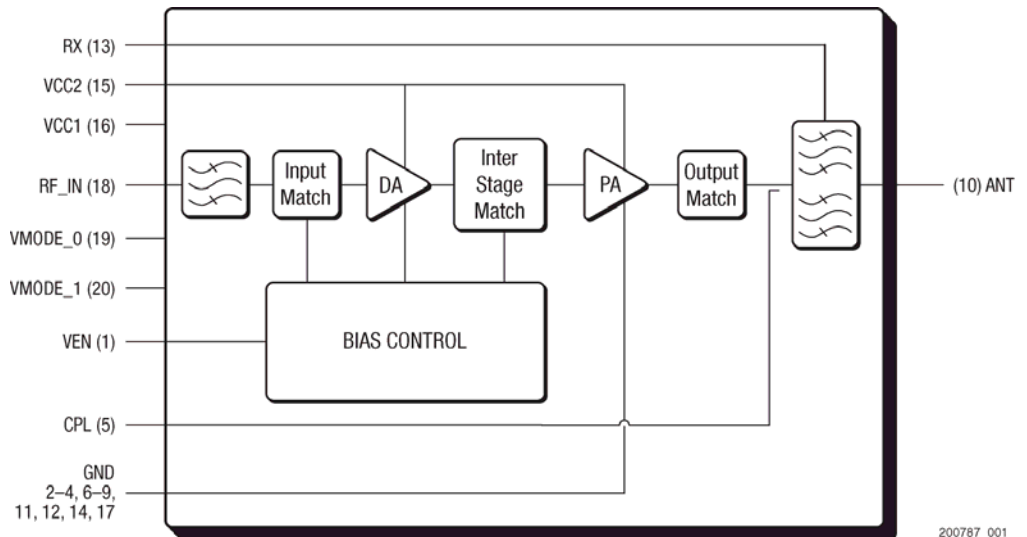 RX (13)
VCC2 (15)
VCC1 (16)
RF_IN (18)
VMODE_0 (19)
VMODE_1 (20)
VEN (1)
CPL (5)
GND
2–4, 6–9,
11, 12, 14, 17
Input
Match
DA
Inter
Stage
Match
PA
Output
Match
(10) ANT
BIAS CONTROL
200787_001